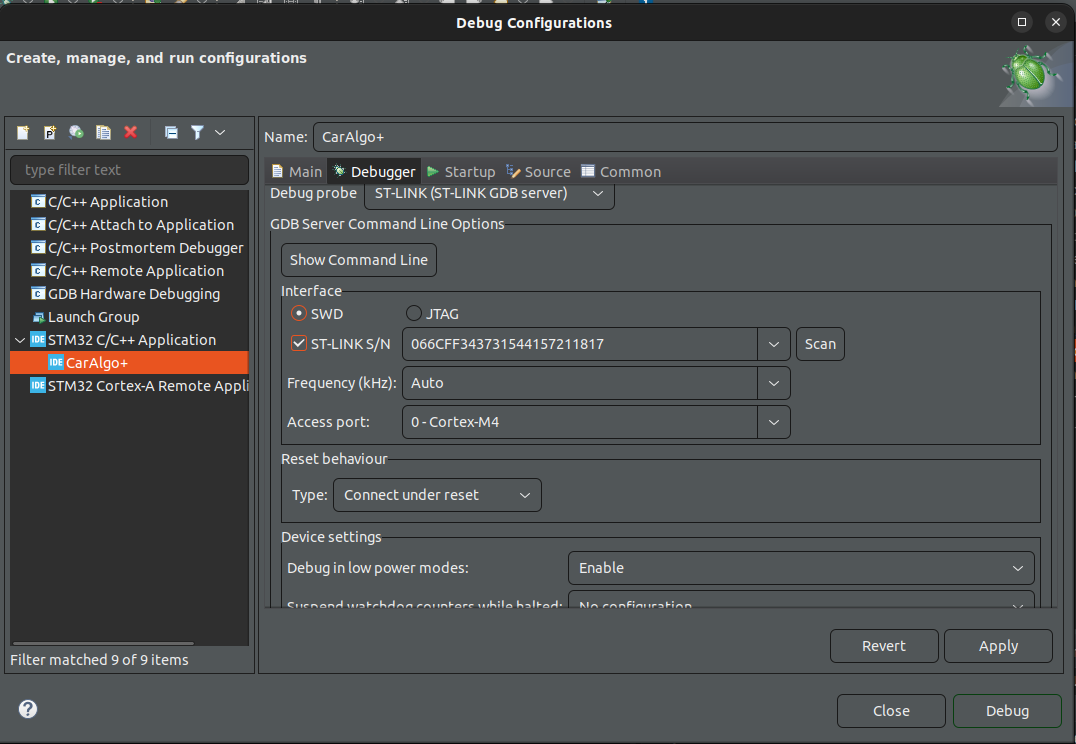 Debug Configurations
Create, manage, and run configurations
type filter text
C/C++ Application
C/C++ Attach to Application
C/C++ Postmortem Debugger
C/C++ Remote Application
GDB Hardware Debugging
Launch Group
IDE STM32 C/C++ Application
IDE CarAlgo+
IDE STM32 Cortex-A Remote Appli
Filter matched 9 of 9 items
Name: CarAlgo+
Main Debugger Startup Source Common
Debug probe ST-LINK (ST-LINK GDB server)
GDB Server Command Line Options
Show Command Line
Interface
SWD JTAG
ST-LINK S/N 066CFF343731544157211817 Scan
Frequency (kHz): Auto
Access port: 0 - Cortex-M4
Reset behaviour
Type: Connect under reset
Device settings
Debug in low power modes: Enable
Suspend watchdog counters while halted: No configuration
Revert Apply
Close Debug